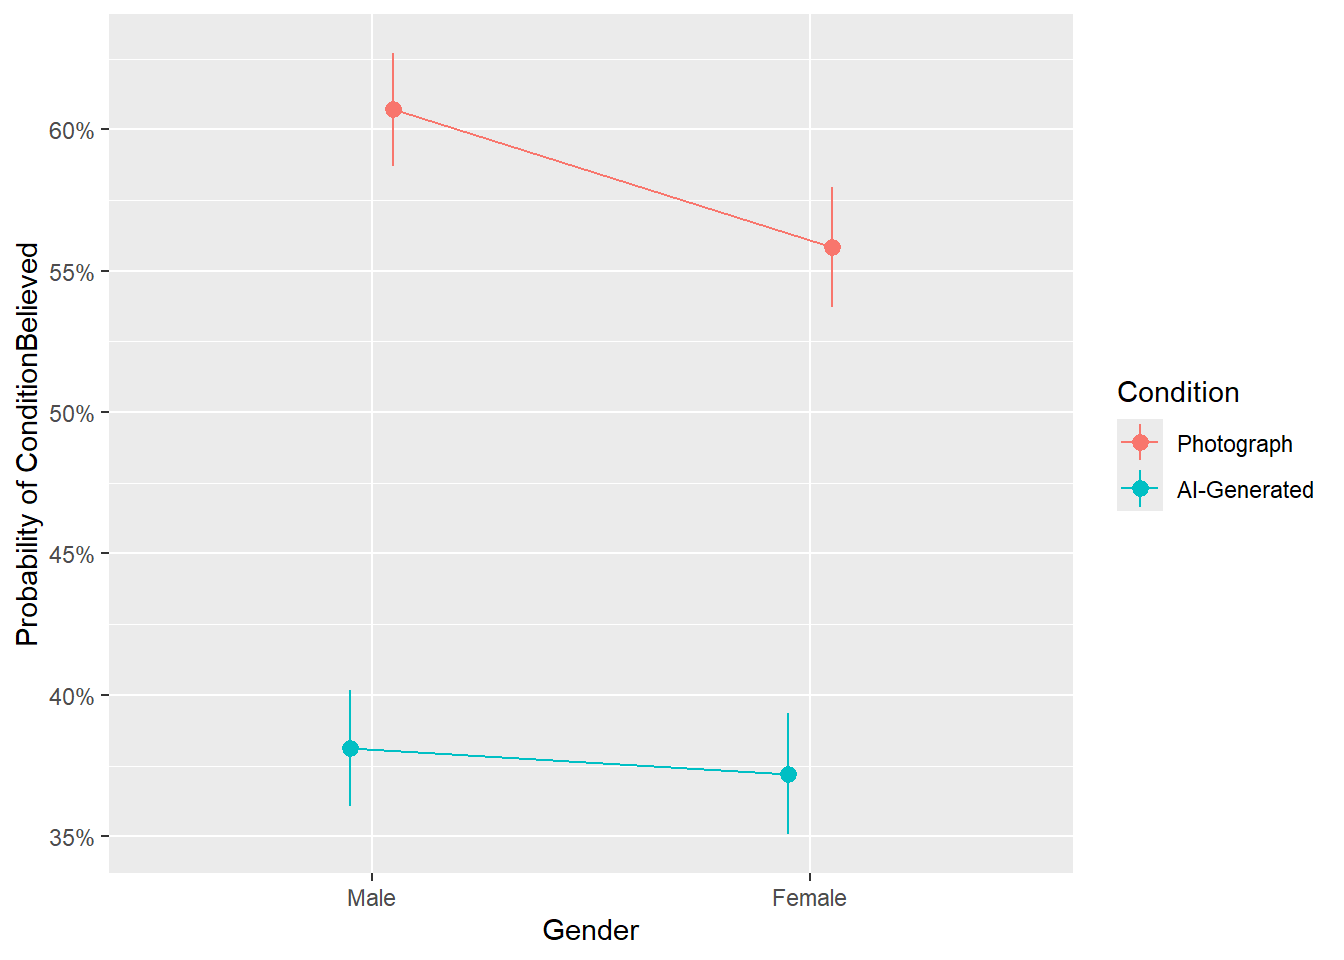 Probability of ConditionBelieved
60%
55%
50%
45%
40%
35%
Male
Female
Gender
Condition
Photograph
AI-Generated